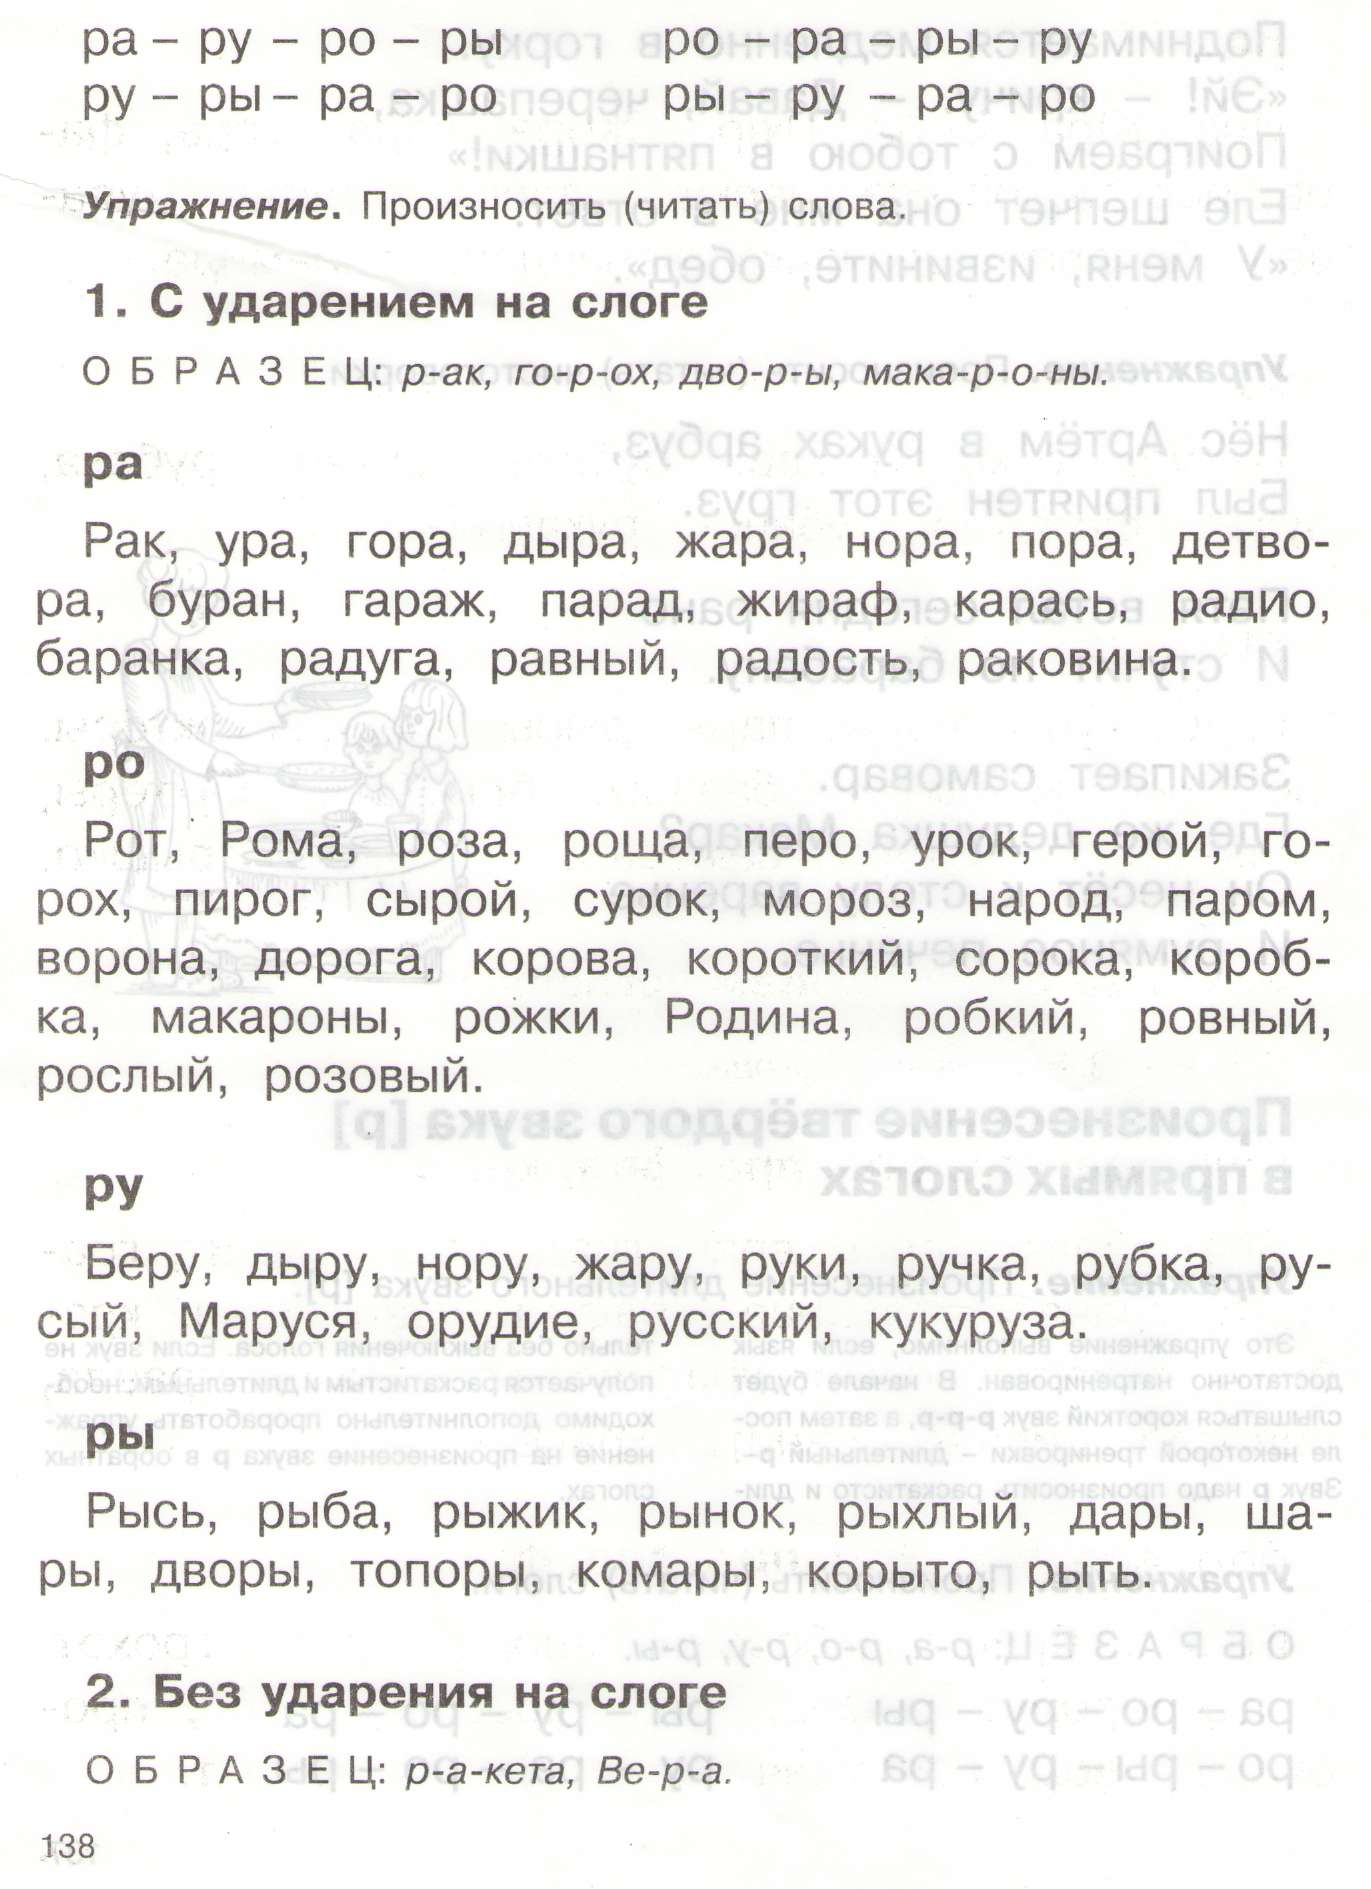 ра – ру – ро – ры ро – ра – ры – ру
ру – ры – ра – ро ры – ру – ра – ро
Упражнение. Произносить (читать) слова.
1. С ударением на слоге
О Б Р А З Е Ц: р-ак, го-р-ох, дво-р-ы, мака-р-о-ны.
ра
Рак, ура, гора, дыра, жара, нора, пора, детво-
ра, буран, гараж, парад, жираф, карась, радио,
баранка, радуга, равный, радость, раковина.
ро
Рот, Рома, роза, роща, перо, урок, герой, го-
рох, пирог, сырой, сурок, мороз, народ, паром,
ворона, дорога, корова, короткий, сорока, короб-
ка, макароны, рожки, Родина, робкий, ровный,
рослый, розовый.
ру
Беру, дыру, нору, жару, руки, ручка, рубка, ру-
сый, Маруся, орудие, русский, кукуруза.
ры
Рысь, рыба, рыжик, рынок, рыхлый, дары, ша-
ры, дворы, топоры, комары, корыто, рыть.
2. Без ударения на слоге
О Б Р А З Е Ц: р-а-кета, Ве-р-а.
138